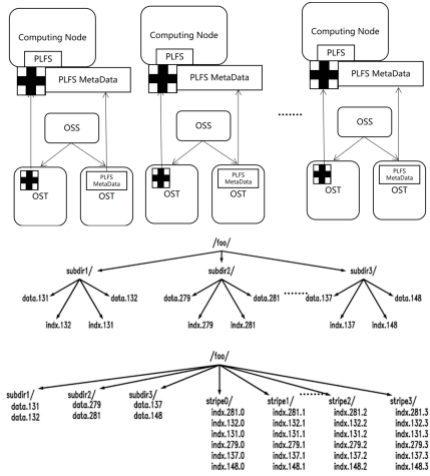 Computing Node
PLFS
PLFS MetaData
OSS
OST
PLFS
MetaData
OST
Computing Node
PLFS
PLFS MetaData
OSS
OST
PLFS
MetaData
OST
........
Computing Node
PLFS
PLFS MetaData
OSS
OST
PLFS
MetaData
OST
/foo/
subdir1/ subdir2/ subdir3/
data.131 data.132 data.279 data.281 ........ data.137 data.148
indx.132 indx.131 indx.279 indx.281 indx.137 indx.148
/foo/
subdir1/ subdir2/ subdir3/ stripe0/ stripe1/ ........ stripe2/ stripe3/
data.131 data.279 data.137 indx.281.0 indx.281.1 indx.281.2 indx.281.3
data.132 data.281 data.148 indx.132.0 indx.132.1 indx.132.2 indx.132.3
indx.131.0 indx.131.1 indx.131.2 indx.131.3
indx.279.0 indx.279.1 indx.279.2 indx.279.3
indx.137.0 indx.137.1 indx.137.2 indx.137.3
indx.148.0 indx.148.1 indx.148.2 indx.148.3